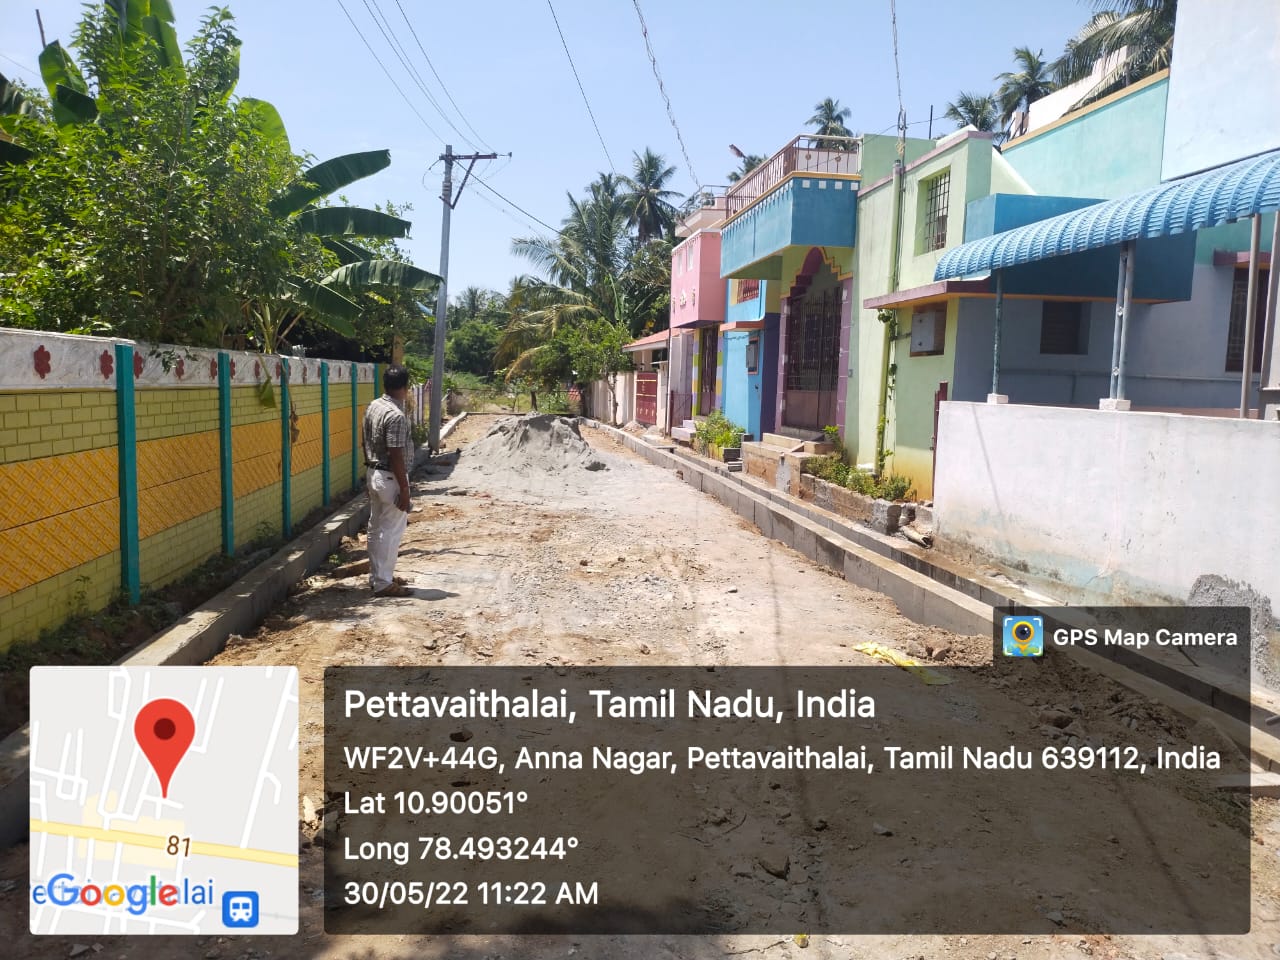 GPS Map Camera
Pettavaithalai, Tamil Nadu, India
WF2V+44G, Anna Nagar, Pettavaithalai, Tamil Nadu 639112, India
Lat 10.90051°
Long 78.493244°
30/05/22 11:22 AM
81
Google